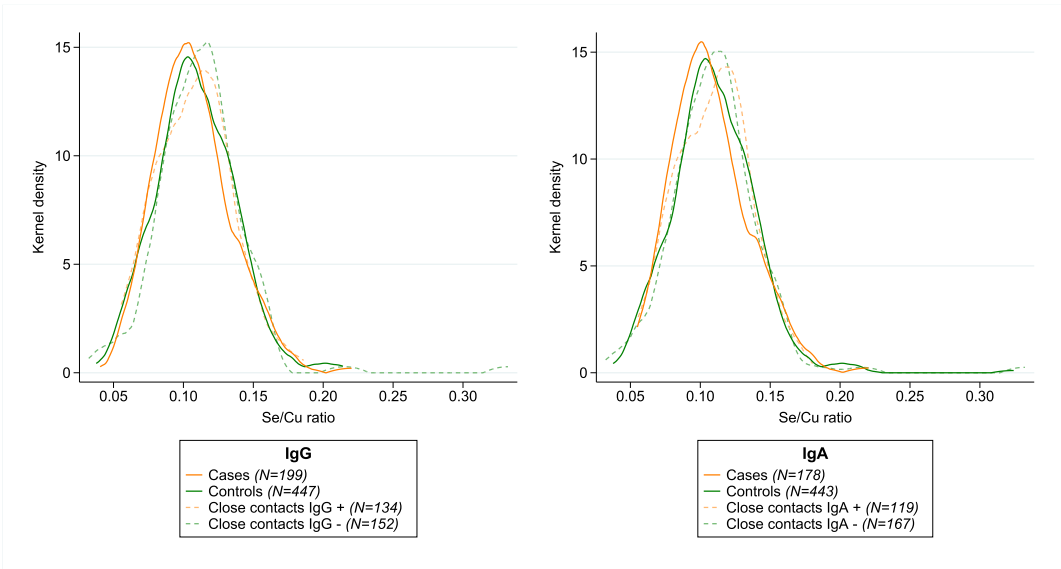 15
10
5
0
Kernel density
0.05 0.10 0.15 0.20 0.25 0.30
Se/Cu ratio
IgG
Cases (N=199)
Controls (N=447)
Close contacts IgG + (N=134)
Close contacts IgG - (N=152)
15
10
5
0
Kernel density
0.05 0.10 0.15 0.20 0.25 0.30
Se/Cu ratio
IgA
Cases (N=178)
Controls (N=443)
Close contacts IgA + (N=119)
Close contacts IgA - (N=167)